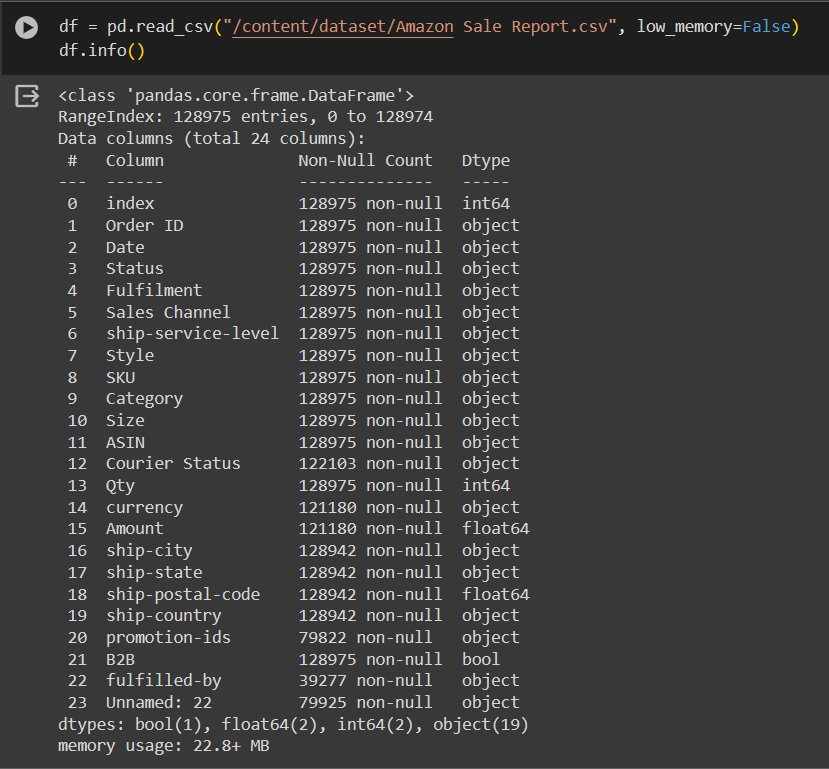 df = pd.read_csv("/content/dataset/Amazon Sale Report.csv", low_memory=False)
df.info()
<class 'pandas.core.frame.DataFrame'>
RangeIndex: 128975 entries, 0 to 128974
Data columns (total 24 columns):
 #   Column              Non-Null Count   Dtype
---  ------              --------------   -----
 0   index               128975 non-null  int64
 1   Order ID            128975 non-null  object
 2   Date                128975 non-null  object
 3   Status              128975 non-null  object
 4   Fulfilment          128975 non-null  object
 5   Sales Channel       128975 non-null  object
 6   ship-service-level  128975 non-null  object
 7   Style               128975 non-null  object
 8   SKU                 128975 non-null  object
 9   Category            128975 non-null  object
 10  Size                128975 non-null  object
 11  ASIN                128975 non-null  object
 12  Courier Status      122103 non-null  object
 13  Qty                 128975 non-null  int64
 14  currency            121180 non-null  object
 15  Amount              121180 non-null  float64
 16  ship-city           128942 non-null  object
 17  ship-state          128942 non-null  object
 18  ship-postal-code    128942 non-null  float64
 19  ship-country        128942 non-null  object
 20  promotion-ids       79822 non-null   object
 21  B2B                 128975 non-null  bool
 22  fulfilled-by        39277 non-null   object
 23  Unnamed: 22         79925 non-null   object
dtypes: bool(1), float64(2), int64(2), object(19)
memory usage: 22.8+ MB